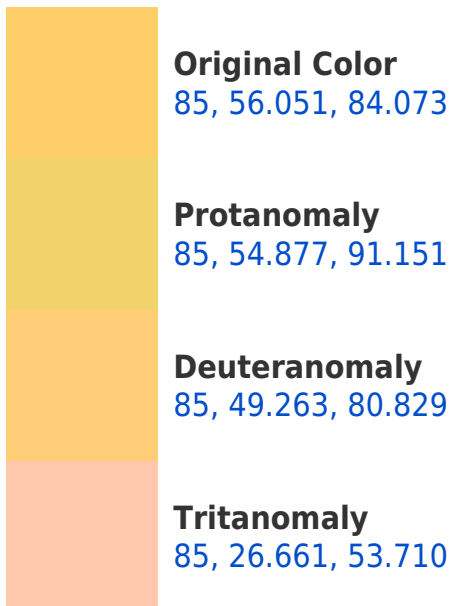 Original Color
85, 56.051, 84.073
Protanomaly
85, 54.877, 91.151
Deuteranomaly
85, 49.263, 80.829
Tritanomaly
85, 26.661, 53.710